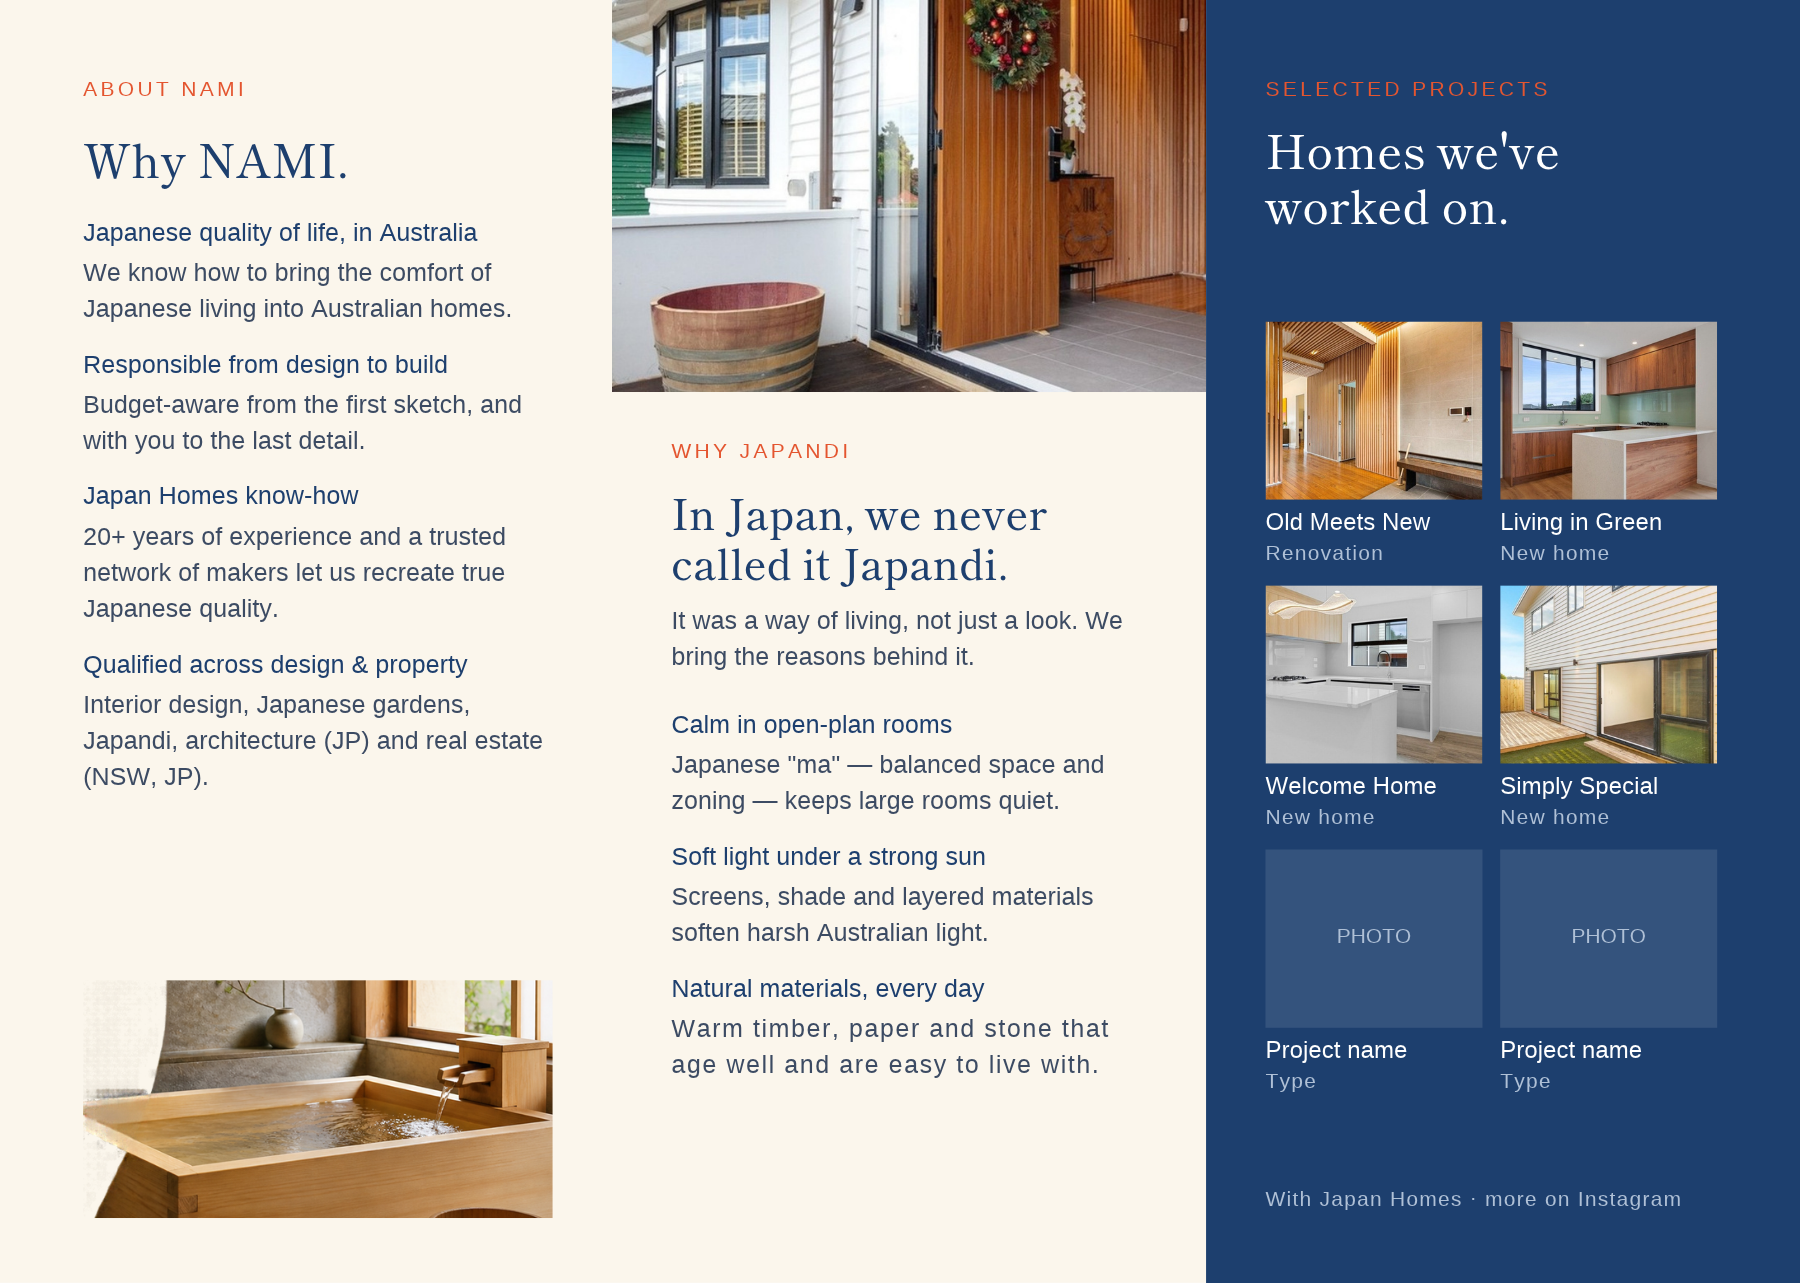 ABOUT NAMI
Why NAMI.
Japanese quality of life, in Australia
We know how to bring the comfort of
Japanese living into Australian homes.
Responsible from design to build
Budget-aware from the first sketch, and
with you to the last detail.
Japan Homes know-how
20+ years of experience and a trusted
network of makers let us recreate true
Japanese quality.
Qualified across design & property
Interior design, Japanese gardens,
Japandi, architecture (JP) and real estate
(NSW, JP).
WHY JAPANDI
In Japan, we never
called it Japandi.
It was a way of living, not just a look. We
bring the reasons behind it.
Calm in open-plan rooms
Japanese "ma" — balanced space and
zoning — keeps large rooms quiet.
Soft light under a strong sun
Screens, shade and layered materials
soften harsh Australian light.
Natural materials, every day
Warm timber, paper and stone that
age well and are easy to live with.
SELECTED PROJECTS
Homes we've
worked on.
Old Meets New
Renovation
Living in Green
New home
Welcome Home
New home
Simply Special
New home
PHOTO
Project name
Type
PHOTO
Project name
Type
With Japan Homes · more on Instagram